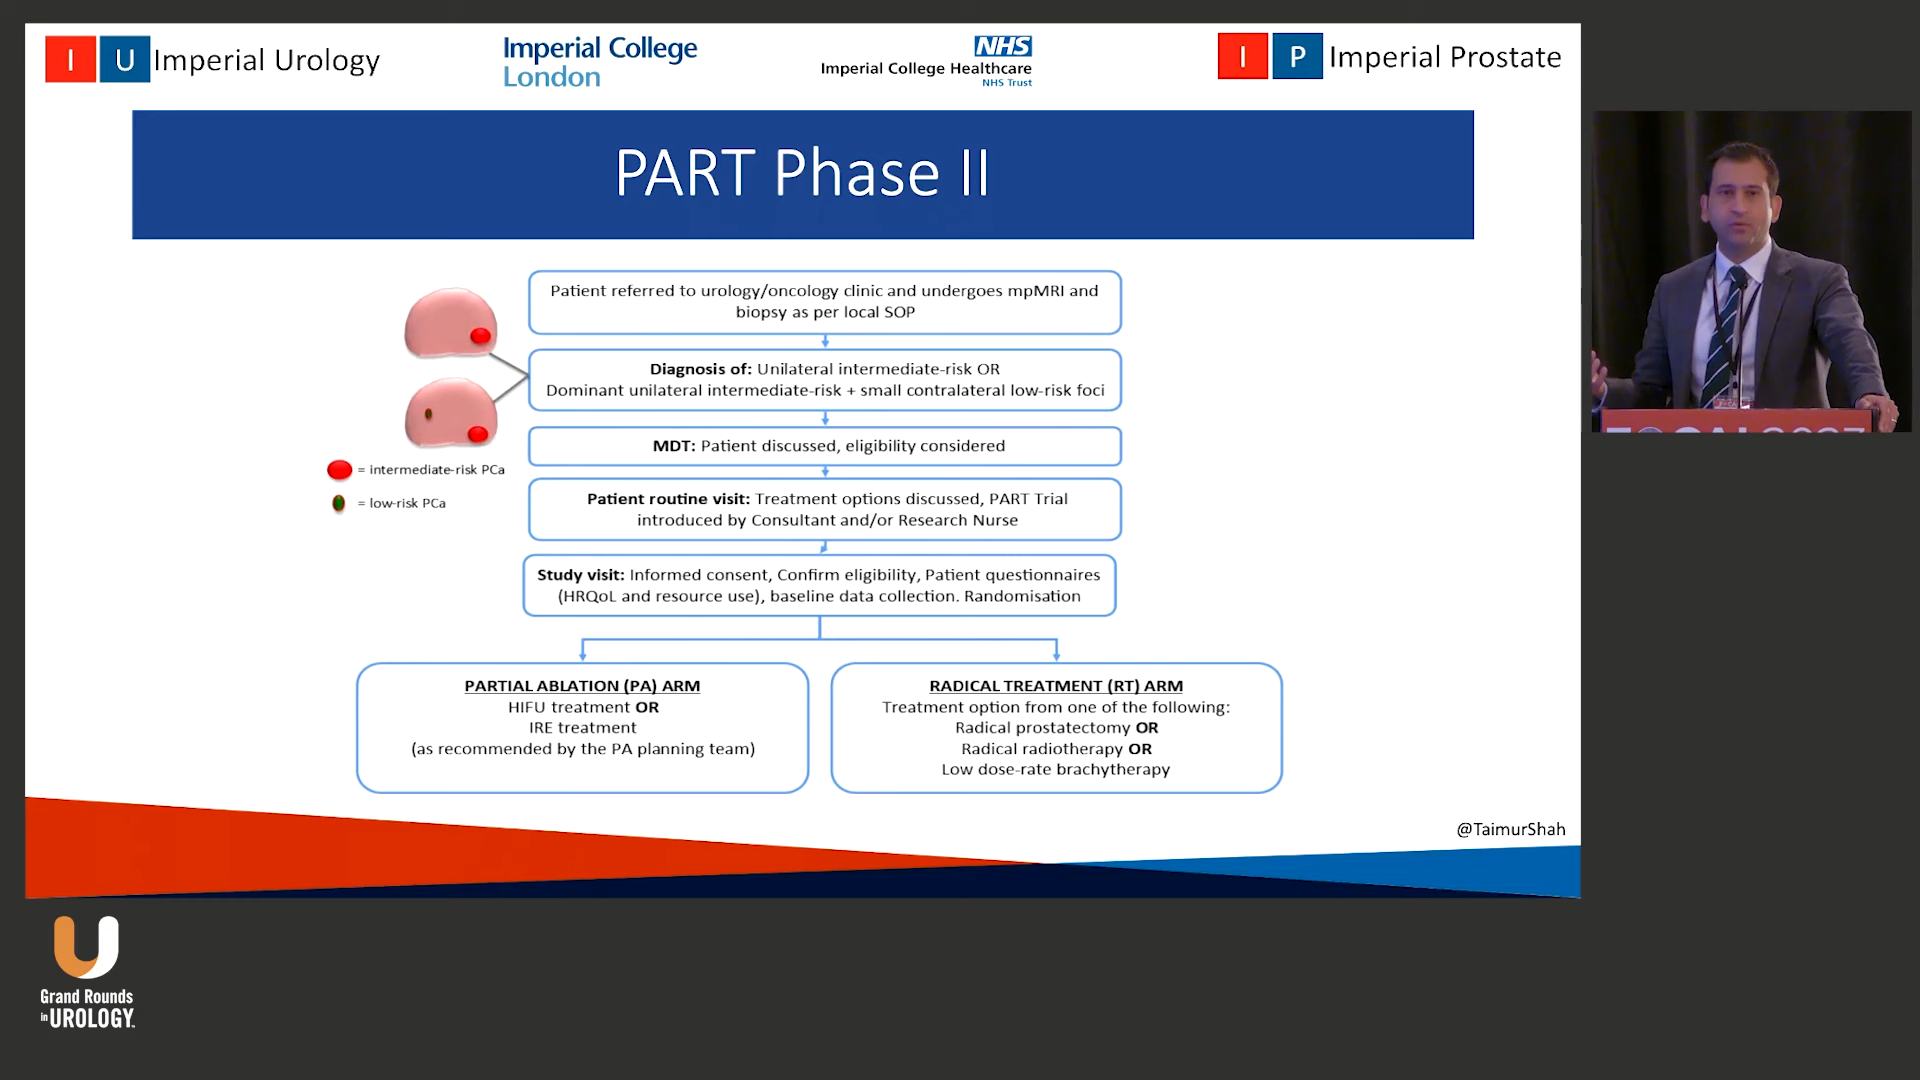 I U Imperial Urology
Imperial College
London
NHS
Imperial College Healthcare
NHS Trust
I P Imperial Prostate
PART Phase II
Patient referred to urology/oncology clinic and undergoes mpMRI and
biopsy as per local SOP
Diagnosis of: Unilateral intermediate-risk OR
Dominant unilateral intermediate-risk + small contralateral low-risk foci
MDT: Patient discussed, eligibility considered
= intermediate-risk PCa
= low-risk PCa
Patient routine visit: Treatment options discussed, PART Trial
introduced by Consultant and/or Research Nurse
Study visit: Informed consent, Confirm eligibility, Patient questionnaires
(HRQoL and resource use), baseline data collection. Randomisation
PARTIAL ABLATION (PA) ARM
HIFU treatment OR
IRE treatment
(as recommended by the PA planning team)
RADICAL TREATMENT (RT) ARM
Treatment option from one of the following:
Radical prostatectomy OR
Radical radiotherapy OR
Low dose-rate brachytherapy
@TaimurShah
Grand Rounds
in UROLOGY